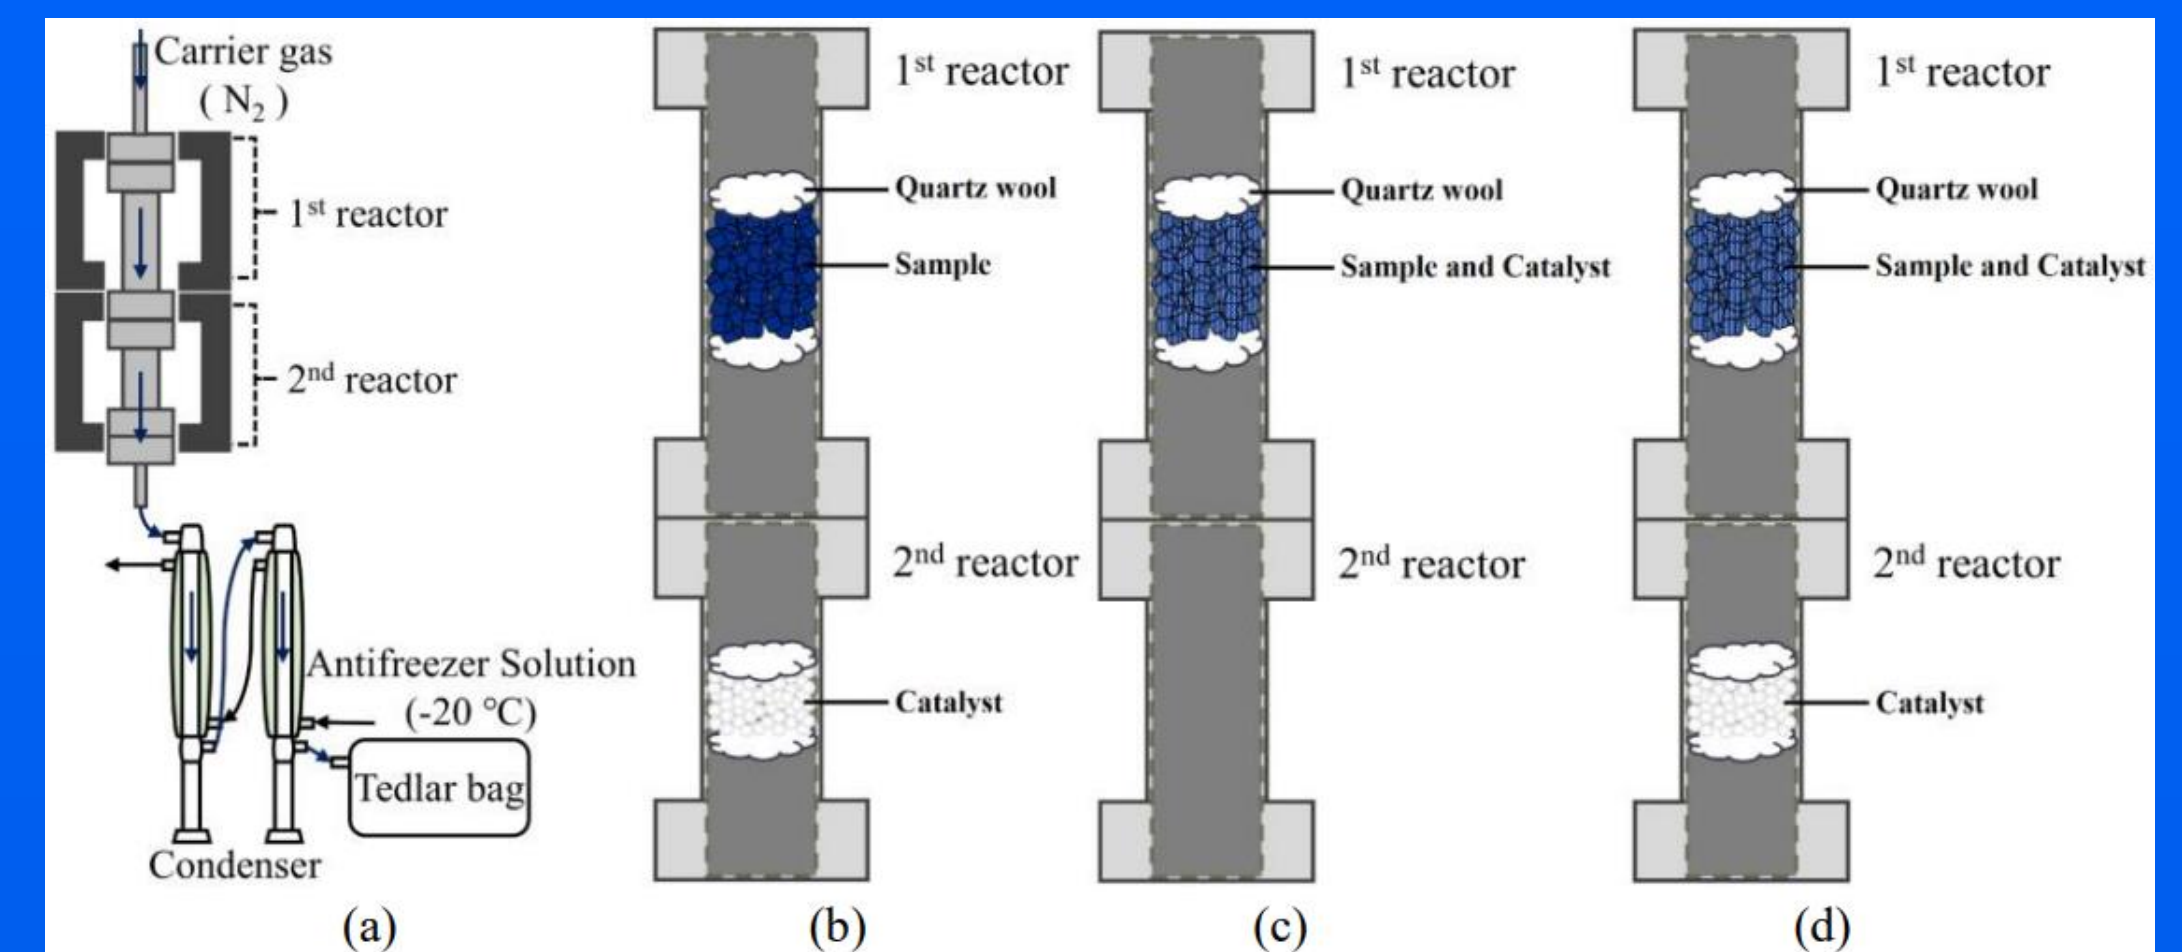 Carrier gas
( N₂ )
1st reactor
2nd reactor
Antifreezer Solution
(-20 °C)
Tedlar bag
Condenser
(a)
1st reactor
Quartz wool
Sample
2nd reactor
Catalyst
(b)
1st reactor
Quartz wool
Sample and Catalyst
2nd reactor
(c)
1st reactor
Quartz wool
Sample and Catalyst
2nd reactor
Catalyst
(d)